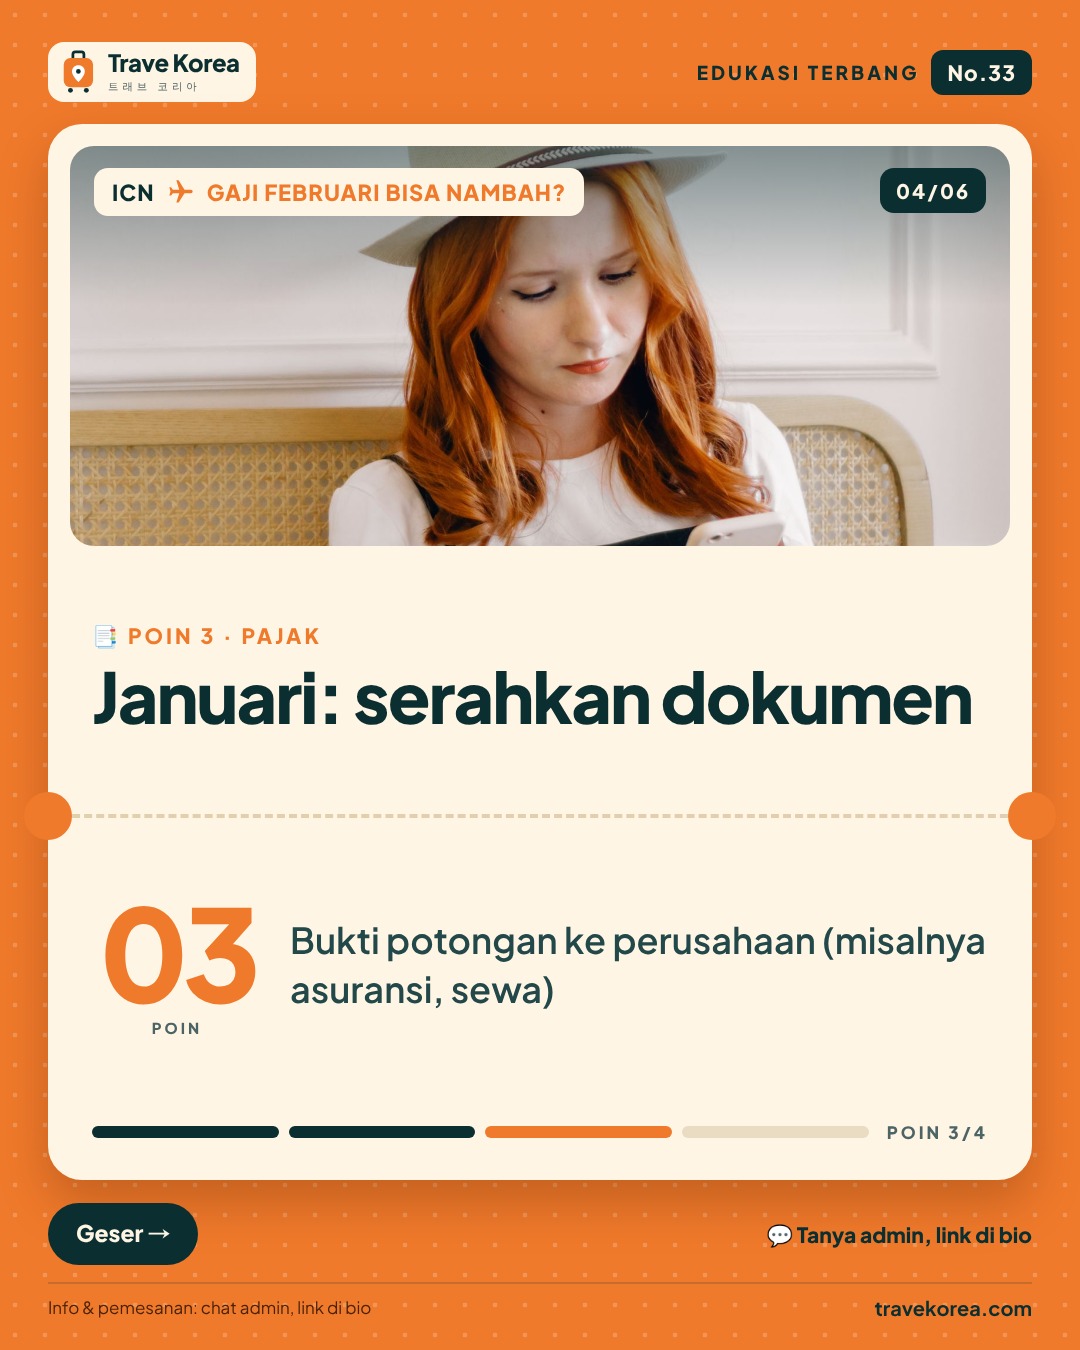 Trave Korea
트래브 코리아
EDUKASI TERBANG
No.33
ICN ✈ GAJI FEBRUARI BISA NAMBAH?
04/06
📑 POIN 3 · PAJAK
Januari: serahkan dokumen
03
POIN
Bukti potongan ke perusahaan (misalnya
asuransi, sewa)
POIN 3/4
Geser →
💬 Tanya admin, link di bio
Info & pemesanan: chat admin, link di bio
travekorea.com